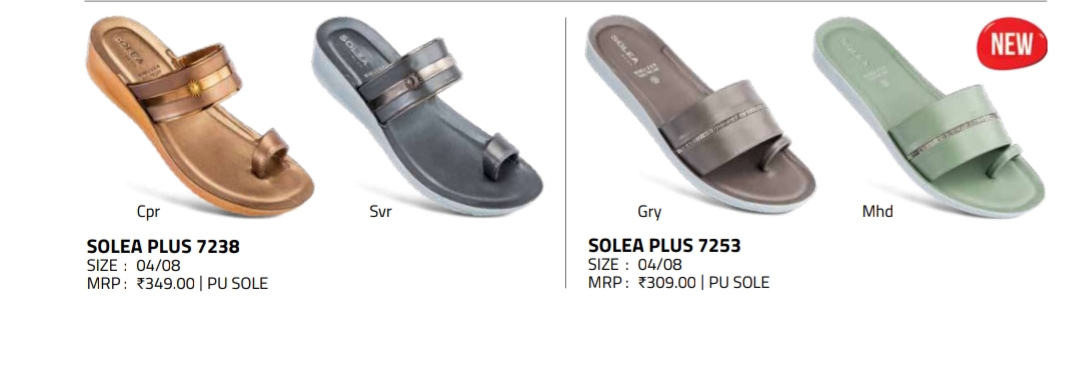 SOLEA
SOLEA
SOLEA
SOLEA
NEW
Cpr
Svr
Gry
Mhd
SOLEA PLUS 7238
SIZE : 04/08
MRP : ₹349.00 | PU SOLE
SOLEA PLUS 7253
SIZE : 04/08
MRP : ₹309.00 | PU SOLE